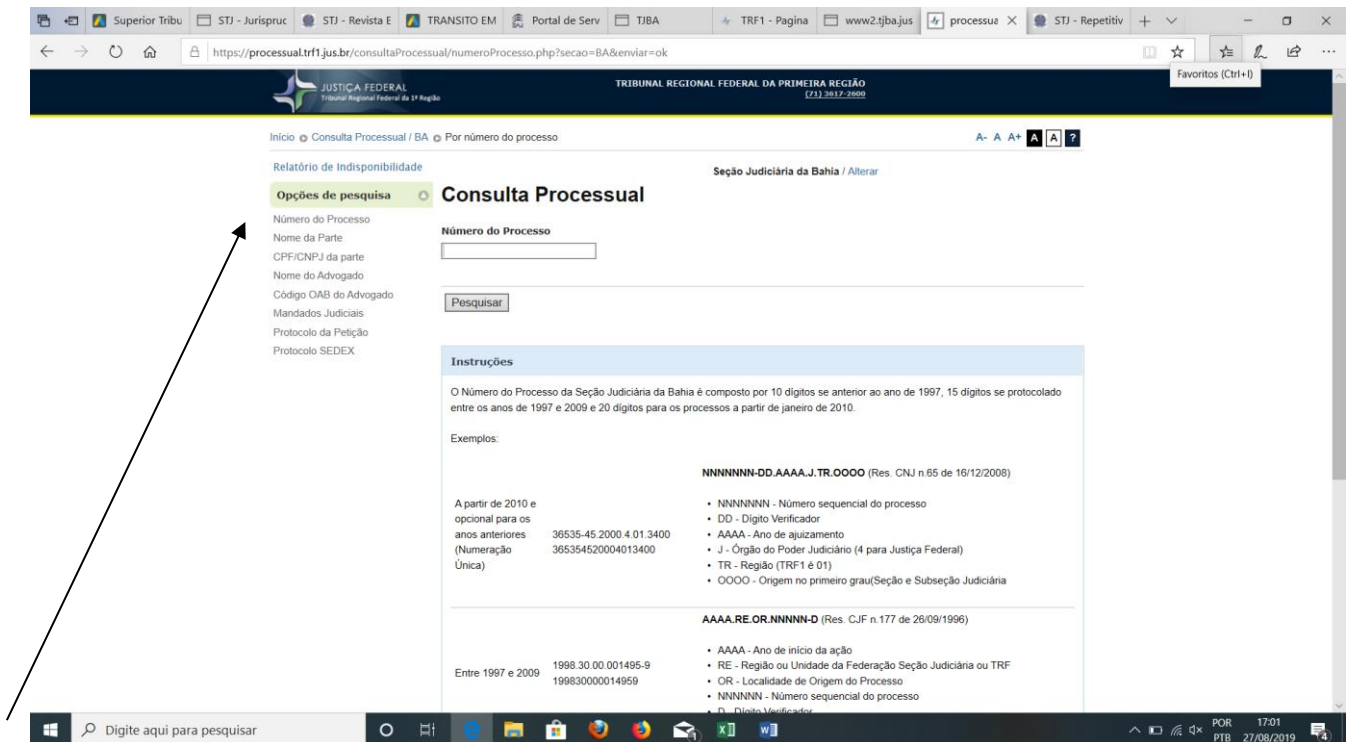 Superior Tribu
STJ - Jurispruc
STJ - Revista E
TRANSITO EM
Portal de Serv
TJBA
TRF1 - Pagina
www2.tjba.jus
processua
STJ - Repetitiv
https://processual.trf1.jus.br/consultaProcessual/numeroProcesso.php?secao=BA&enviar=ok
Favoritos (Ctrl+I)
JUSTIÇA FEDERAL
Tribunal Regional Federal da 1ª Região
TRIBUNAL REGIONAL FEDERAL DA PRIMEIRA REGIÃO
(71) 3617-2600
Início Consulta Processual / BA Por número do processo
A- A A+ A A ?
Relatório de Indisponibilidade
Seção Judiciária da Bahia / Alterar
Opções de pesquisa
Número do Processo
Nome da Parte
CPF/CNPJ da parte
Nome do Advogado
Código OAB do Advogado
Mandados Judiciais
Protocolo da Petição
Protocolo SEDEX
Consulta Processual
Número do Processo
Pesquisar
Instruções
O Número do Processo da Seção Judiciária da Bahia é composto por 10 dígitos se anterior ao ano de 1997, 15 dígitos se protocolado
entre os anos de 1997 e 2009 e 20 dígitos para os processos a partir de janeiro de 2010.
Exemplos:
NNNNNNN-DD.AAAA.J.TR.OOOO (Res. CNJ n.65 de 16/12/2008)
A partir de 2010 e
opcional para os
anos anteriores
(Numeração
Única)
36535-45.2000.4.01.3400
365354520004013400
• NNNNNNN - Número sequencial do processo
• DD - Dígito Verificador
• AAAA - Ano de ajuizamento
• J - Órgão do Poder Judiciário (4 para Justiça Federal)
• TR - Região (TRF1 é 01)
• OOOO - Origem no primeiro grau(Seção e Subseção Judiciária
AAAA.RE.OR.NNNNN-D (Res. CJF n.177 de 26/09/1996)
Entre 1997 e 2009
1998.30.00.001495-9
199830000014959
• AAAA - Ano de início da ação
• RE - Região ou Unidade da Federação Seção Judiciária ou TRF
• OR - Localidade de Origem do Processo
• NNNNNN - Número sequencial do processo
• D - Dígito Verificador
Digite aqui para pesquisar
POR
PTB
17:01
27/08/2019